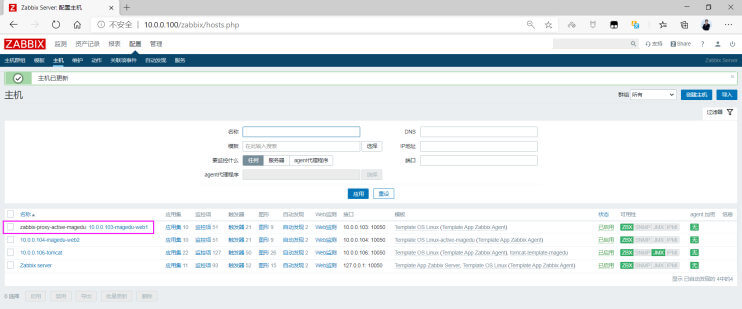 Zabbix Server: 配置主机
不安全 | 10.0.0.100/zabbix/hosts.php
ZABBIX 监测 资产记录 报表 配置 管理 支持 Share ?
主机群组 模板 主机 维护 动作 关联项事件 自动发现 服务 Zabbix Server
主机已更新
主机 群组 所有 创建主机 导入
过滤器
名称 DNS
模板 在此输入搜索 选择 IP地址
要监控什么 任何 服务器 agent代理程序 端口
agent代理程序 选择
应用 重设
名称 应用集 监控项 触发器 图形 自动发现 Web监测 接口 模板 状态 可用性 agent 加密 信息
zabbix-proxy-active-magedu: 10.0.0.103-magedu-web1 应用集 10 监控项 51 触发器 21 图形 9 自动发现 2 Web监测 10.0.0.103: 10050 Template OS Linux (Template App Zabbix Agent) 已启用 ZBX SNMP JMX IPMI 无
10.0.0.104-magedu-web2 应用集 10 监控项 51 触发器 21 图形 9 自动发现 2 Web监测 10.0.0.104: 10050 Template OS Linux-active-magedu (Template App Zabbix Agent) 已启用 ZBX SNMP JMX IPMI 无
10.0.0.106-tomcat 应用集 22 监控项 127 触发器 50 图形 26 自动发现 2 Web监测 10.0.0.106: 10050 Template OS Linux (Template App Zabbix Agent), tomcat-template-magedu 已启用 ZBX SNMP JMX IPMI 无
Zabbix server 应用集 11 监控项 93 触发器 52 图形 15 自动发现 2 Web监测 127.0.0.1: 10050 Template App Zabbix Server, Template OS Linux (Template App Zabbix Agent) 已启用 ZBX SNMP JMX IPMI 无
显示 已自动发现的 4中的4
0 选择 启用 禁用 导出 批量更新 删除